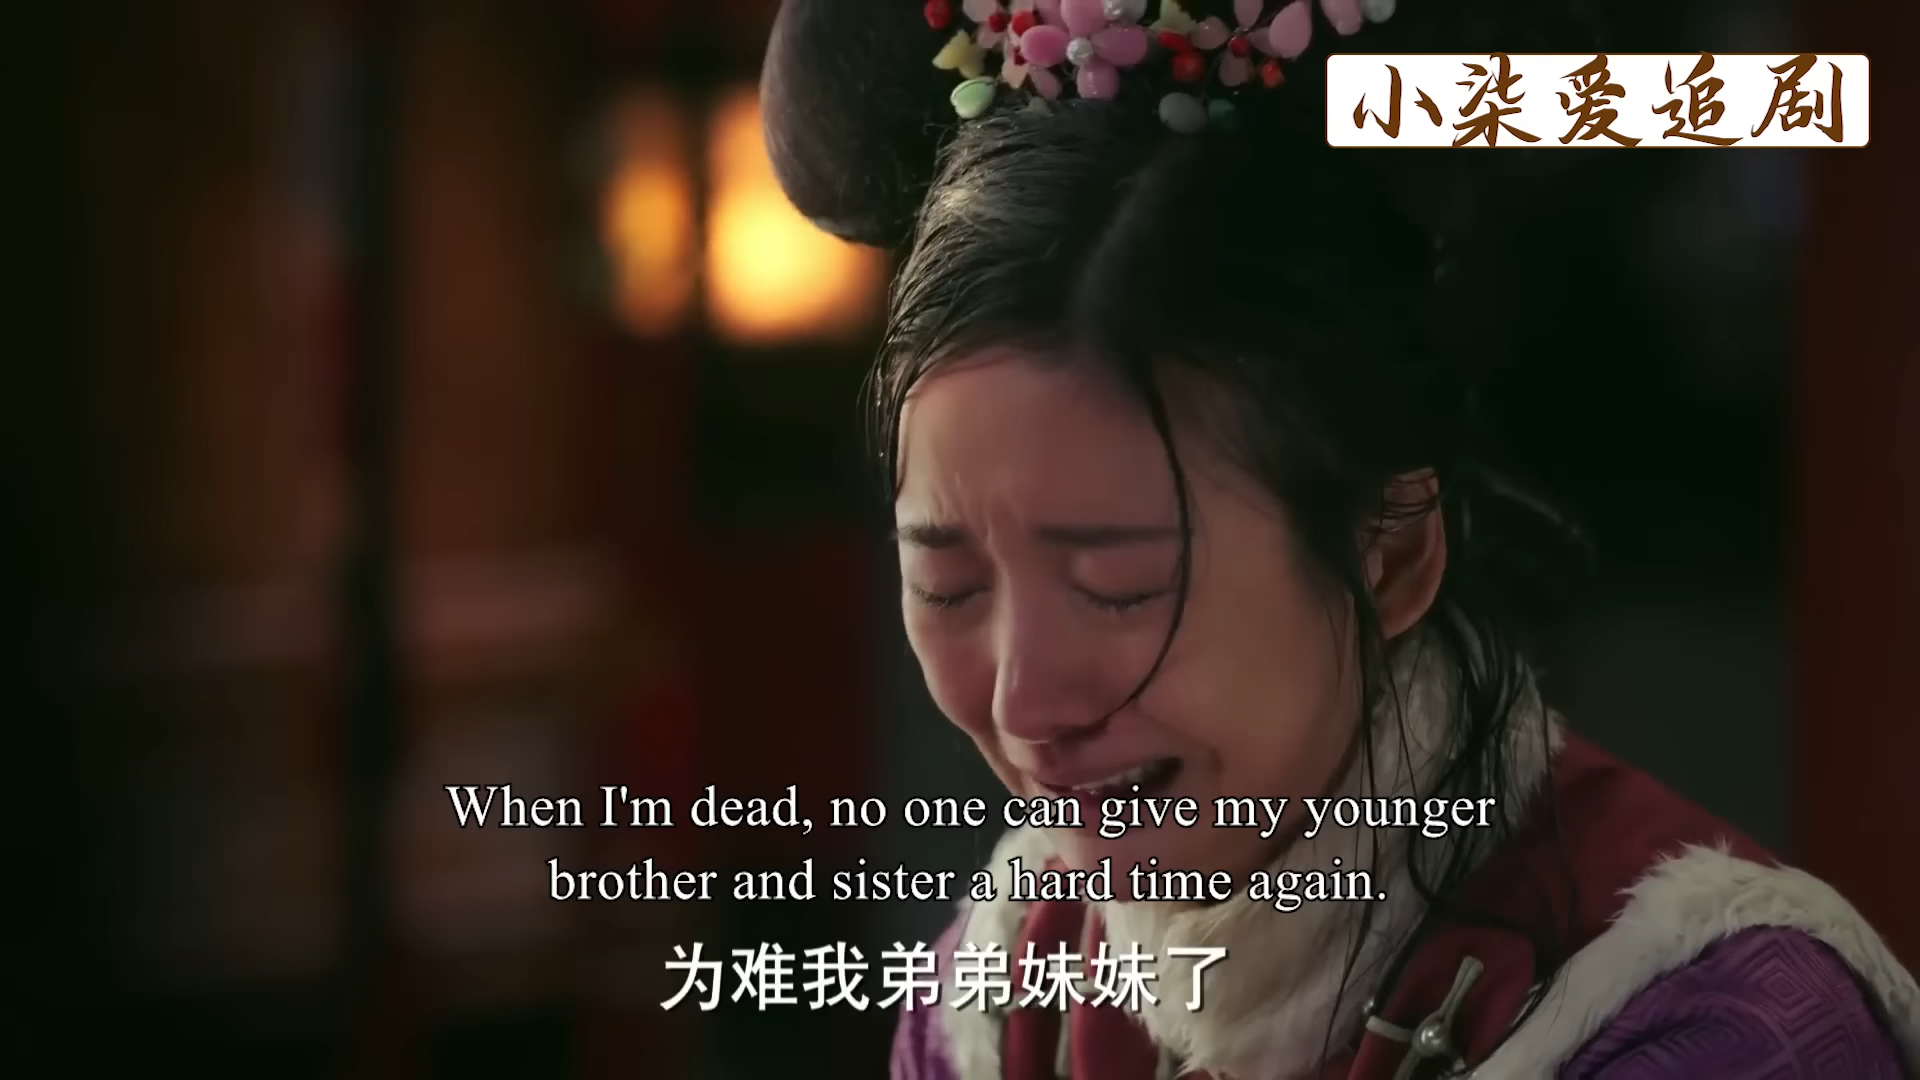 小柒爱追剧
When I'm dead, no one can give my younger
brother and sister a hard time again.
为难我弟弟妹妹了